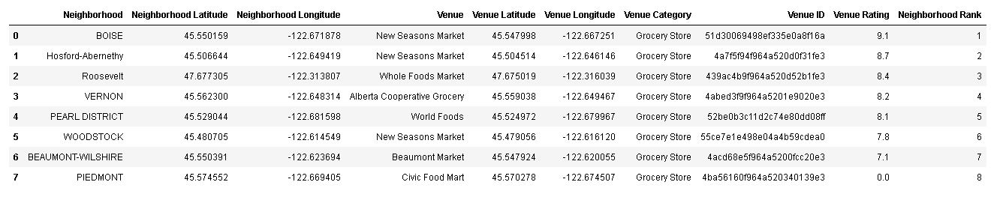 Neighborhood Neighborhood Latitude Neighborhood Longitude Venue Venue Latitude Venue Longitude Venue Category Venue ID Venue Rating Neighborhood Rank
0 BOISE 45.550159 -122.671878 New Seasons Market 45.547998 -122.667251 Grocery Store 51d30069498ef335e0a8f16a 9.1 1
1 Hosford-Abernethy 45.506644 -122.649419 New Seasons Market 45.504514 -122.646146 Grocery Store 4a7f5f94f964a520d0f31fe3 8.7 2
2 Roosevelt 47.677305 -122.313807 Whole Foods Market 47.675019 -122.316039 Grocery Store 439ac4b9f964a520d52b1fe3 8.4 3
3 VERNON 45.562300 -122.648314 Alberta Cooperative Grocery 45.559038 -122.649467 Grocery Store 4abed3f9f964a5201e9020e3 8.2 4
4 PEARL DISTRICT 45.529044 -122.681598 World Foods 45.524972 -122.679967 Grocery Store 52be0b3c11d2c74e80dd08ff 8.1 5
5 WOODSTOCK 45.480705 -122.614549 New Seasons Market 45.479056 -122.616120 Grocery Store 55ce7e1e498e04a4b59cdea0 7.8 6
6 BEAUMONT-WILSHIRE 45.550391 -122.623694 Beaumont Market 45.547924 -122.620055 Grocery Store 4acd68e5f964a5200fcc20e3 7.1 7
7 PIEDMONT 45.574552 -122.669405 Civic Food Mart 45.570278 -122.674507 Grocery Store 4ba56160f964a520340139e3 0.0 8